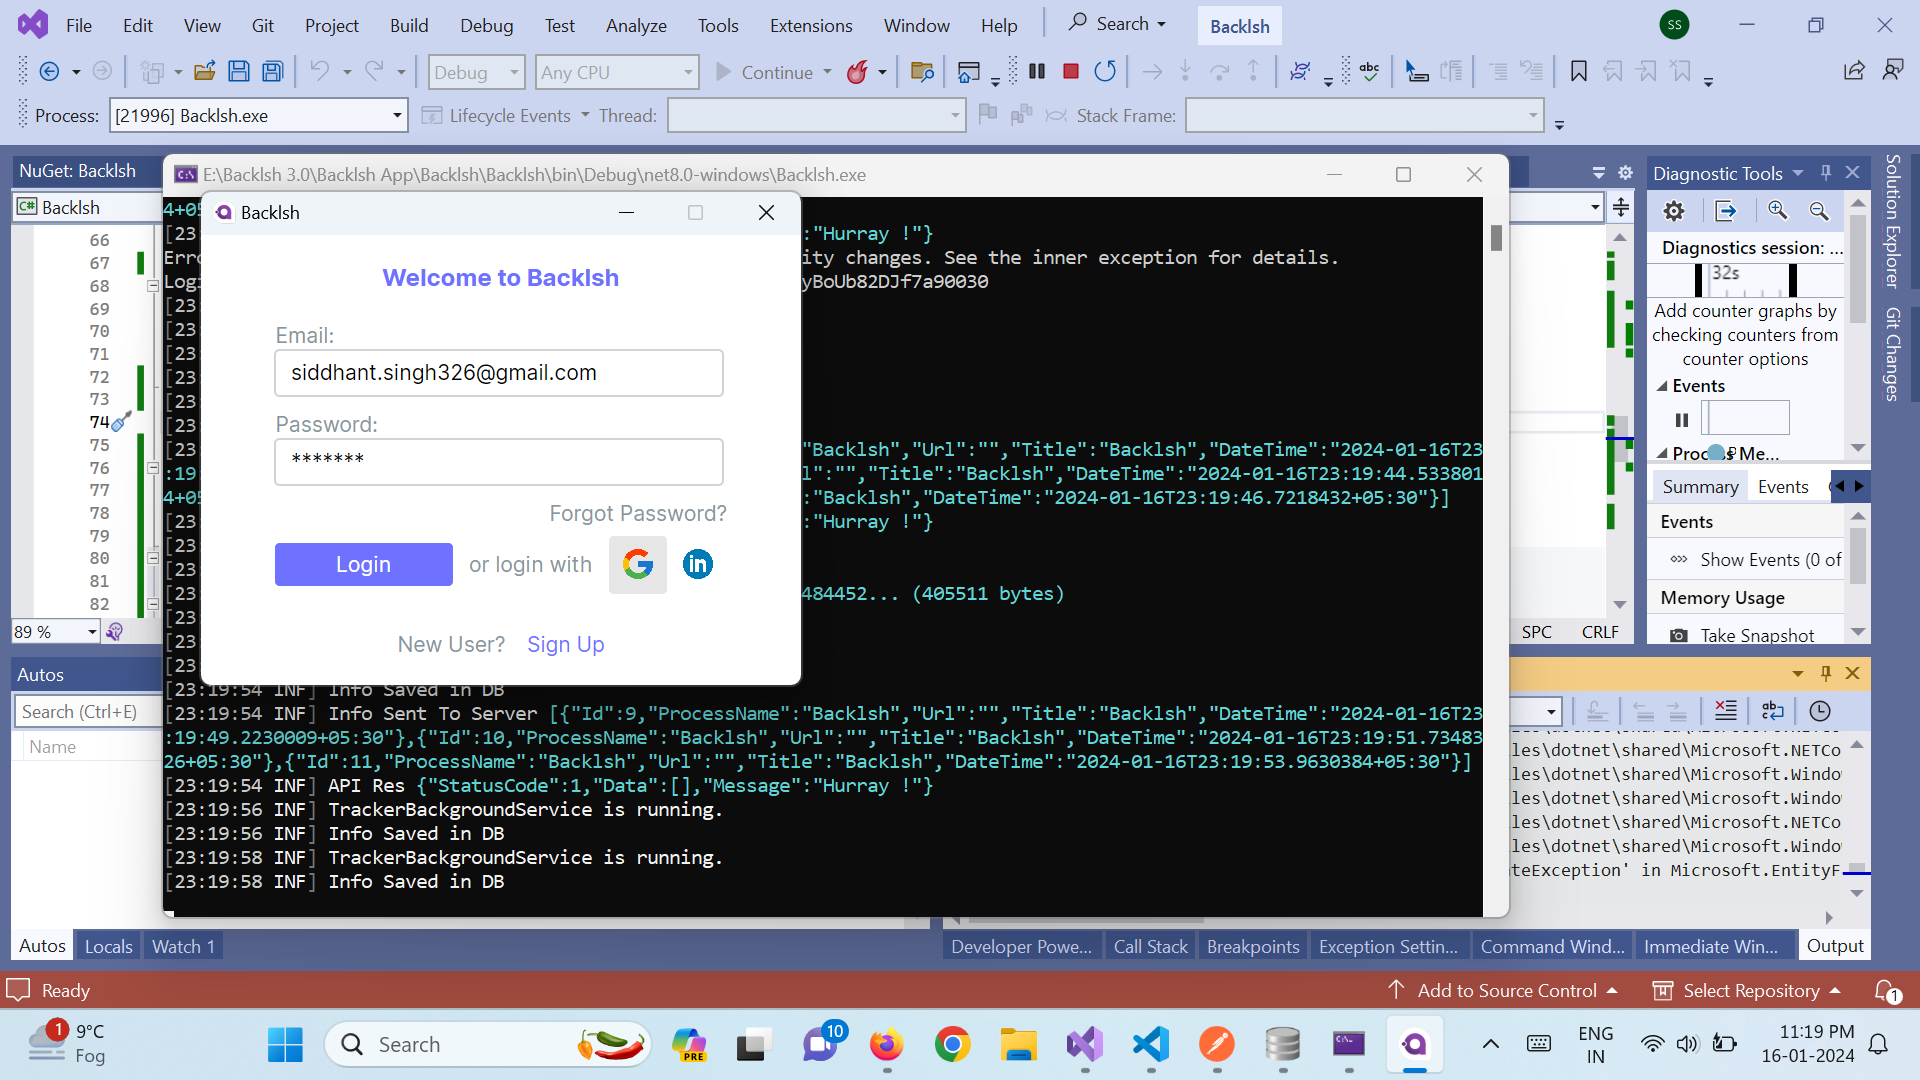 File Edit View Git Project Build Debug Test Analyze Tools Extensions Window Help Search Backlsh SS
Debug Any CPU Continue
Process: [21996] Backlsh.exe Lifecycle Events Thread: Stack Frame:
NuGet: Backlsh
Backlsh
66
67
68
69
70
71
72
73
74
75
76
77
78
79
80
81
82
89 %
E:\Backlsh 3.0\Backlsh App\Backlsh\Backlsh\bin\Debug\net8.0-windows\Backlsh.exe
Backlsh
Welcome to Backlsh
Email:
siddhant.singh326@gmail.com
Password:
*******
Forgot Password?
Login or login with
New User? Sign Up
4+05
[23 :"Hurray !"}
Erro ity changes. See the inner exception for details.
Logi yBoUb82DJf7a90030
[23
[23
[23
[23
[23
[23
[23 "Backlsh","Url":"","Title":"Backlsh","DateTime":"2024-01-16T23
:19 l":"","Title":"Backlsh","DateTime":"2024-01-16T23:19:44.533801
4+05 :"Backlsh","DateTime":"2024-01-16T23:19:46.7218432+05:30"}]
[23 :"Hurray !"}
[23
[23
[23 484452... (405511 bytes)
[23
[23
[23
[23:19:54 INF] Info Saved in DB
[23:19:54 INF] Info Sent To Server [{"Id":9,"ProcessName":"Backlsh","Url":"","Title":"Backlsh","DateTime":"2024-01-16T23
:19:49.2230009+05:30"},{"Id":10,"ProcessName":"Backlsh","Url":"","Title":"Backlsh","DateTime":"2024-01-16T23:19:51.73483
26+05:30"},{"Id":11,"ProcessName":"Backlsh","Url":"","Title":"Backlsh","DateTime":"2024-01-16T23:19:53.9630384+05:30"}]
[23:19:54 INF] API Res {"StatusCode":1,"Data":[],"Message":"Hurray !"}
[23:19:56 INF] TrackerBackgroundService is running.
[23:19:56 INF] Info Saved in DB
[23:19:58 INF] TrackerBackgroundService is running.
[23:19:58 INF] Info Saved in DB
SPC CRLF
Diagnostic Tools
Diagnostics session: ...
32s
Add counter graphs by
checking counters from
counter options
Events
Process Me...
Summary Events
Events
Show Events (0 of
Memory Usage
Take Snapshot
Solution Explorer
Git Changes
Autos
Search (Ctrl+E)
Name
les\dotnet\shared\Microsoft.NETCo
les\dotnet\shared\Microsoft.Windo
les\dotnet\shared\Microsoft.Windo
les\dotnet\shared\Microsoft.NETCo
les\dotnet\shared\Microsoft.Windo
teException' in Microsoft.EntityF
Autos Locals Watch 1
Developer Powe... Call Stack Breakpoints Exception Settin... Command Wind... Immediate Win... Output
Ready Add to Source Control Select Repository 1
1 9°C
Fog
Search
PRE
10
ENG
IN
11:19 PM
16-01-2024